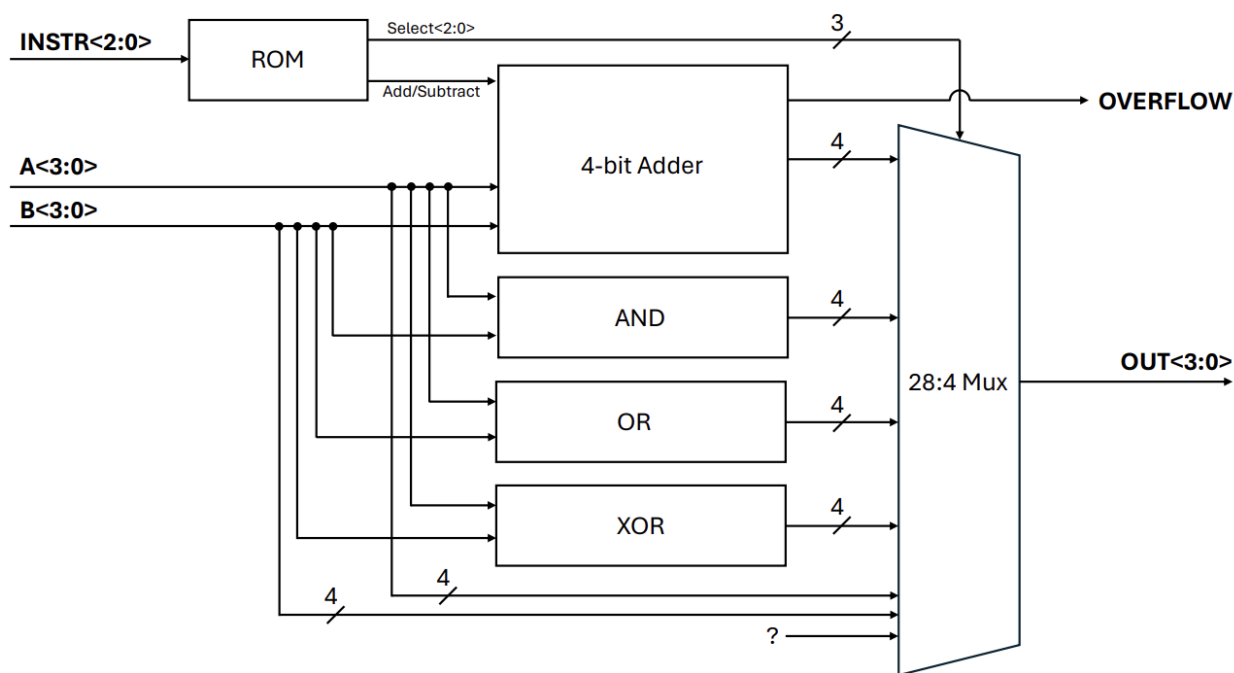 Select<2:0>
3
INSTR<2:0>
ROM
Add/Subtract
OVERFLOW
4
A<3:0>
4-bit Adder
B<3:0>
4
AND
OUT<3:0>
28:4 Mux
4
OR
4
XOR
4
4
?